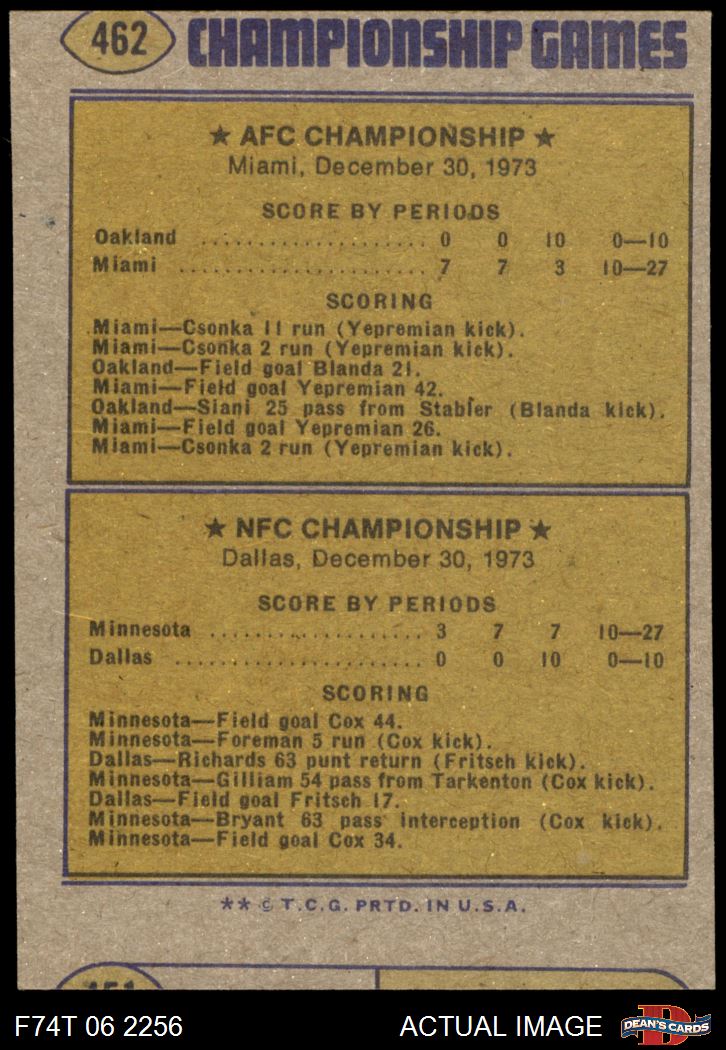 462 CHAMPIONSHIP GAMES
★ AFC CHAMPIONSHIP ★
Miami, December 30, 1973
SCORE BY PERIODS
Oakland ..................... 0 0 10 0—10
Miami ....................... 7 7 3 10—27
SCORING
Miami—Csonka 11 run (Yepremian kick).
Miami—Csonka 2 run (Yepremian kick).
Oakland—Field goal Blanda 21.
Miami—Field goal Yepremian 42.
Oakland—Siani 25 pass from Stabler (Blanda kick).
Miami—Field goal Yepremian 26.
Miami—Csonka 2 run (Yepremian kick).
★ NFC CHAMPIONSHIP ★
Dallas, December 30, 1973
SCORE BY PERIODS
Minnesota .................... 3 7 7 10—27
Dallas ....................... 0 0 10 0—10
SCORING
Minnesota—Field goal Cox 44.
Minnesota—Foreman 5 run (Cox kick).
Dallas—Richards 63 punt return (Fritsch kick).
Minnesota—Gilliam 54 pass from Tarkenton (Cox kick).
Dallas—Field goal Fritsch 17.
Minnesota—Bryant 63 pass interception (Cox kick).
Minnesota—Field goal Cox 34.
** © T.C.G. PRTD. IN U.S.A.
F74T 06 2256 ACTUAL IMAGE D DEAN'S CARDS